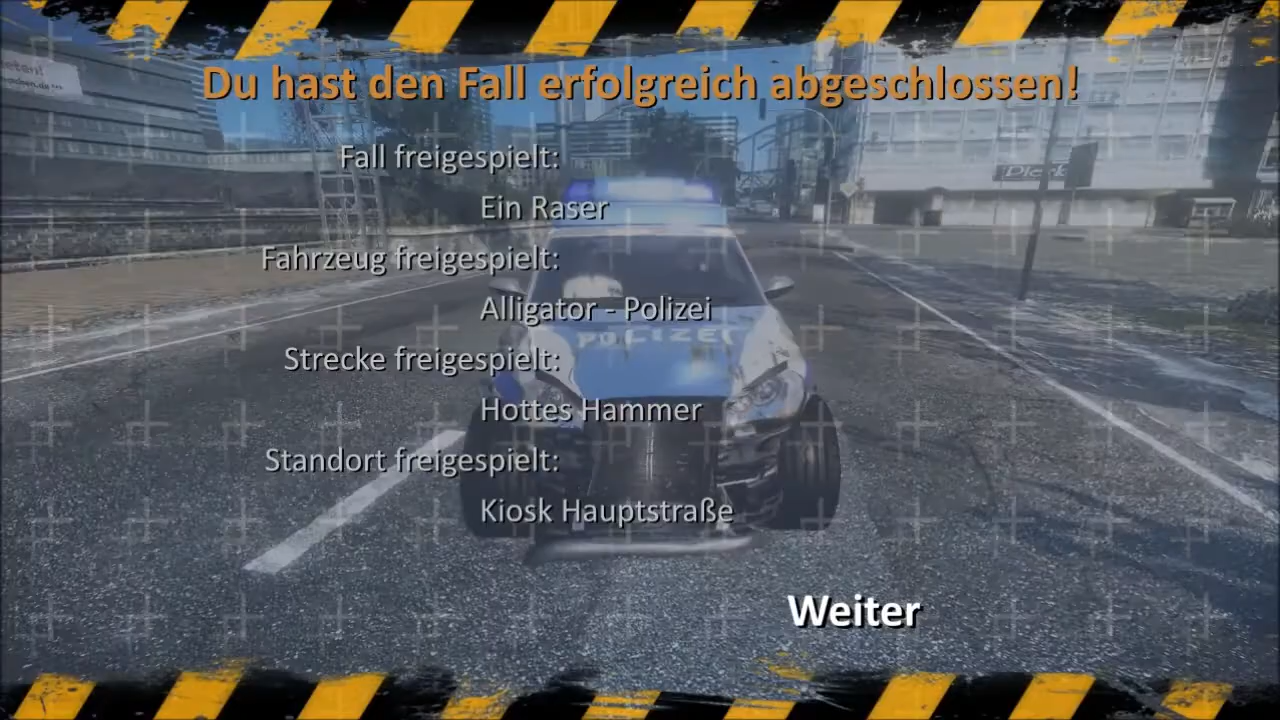 Du hast den Fall erfolgreich abgeschlossen!
Fall freigespielt:
Ein Raser
Fahrzeug freigespielt:
Alligator - Polizei
POLIZEI
Strecke freigespielt:
Hottes Hammer
Standort freigespielt:
Kiosk Hauptstraße
Weiter